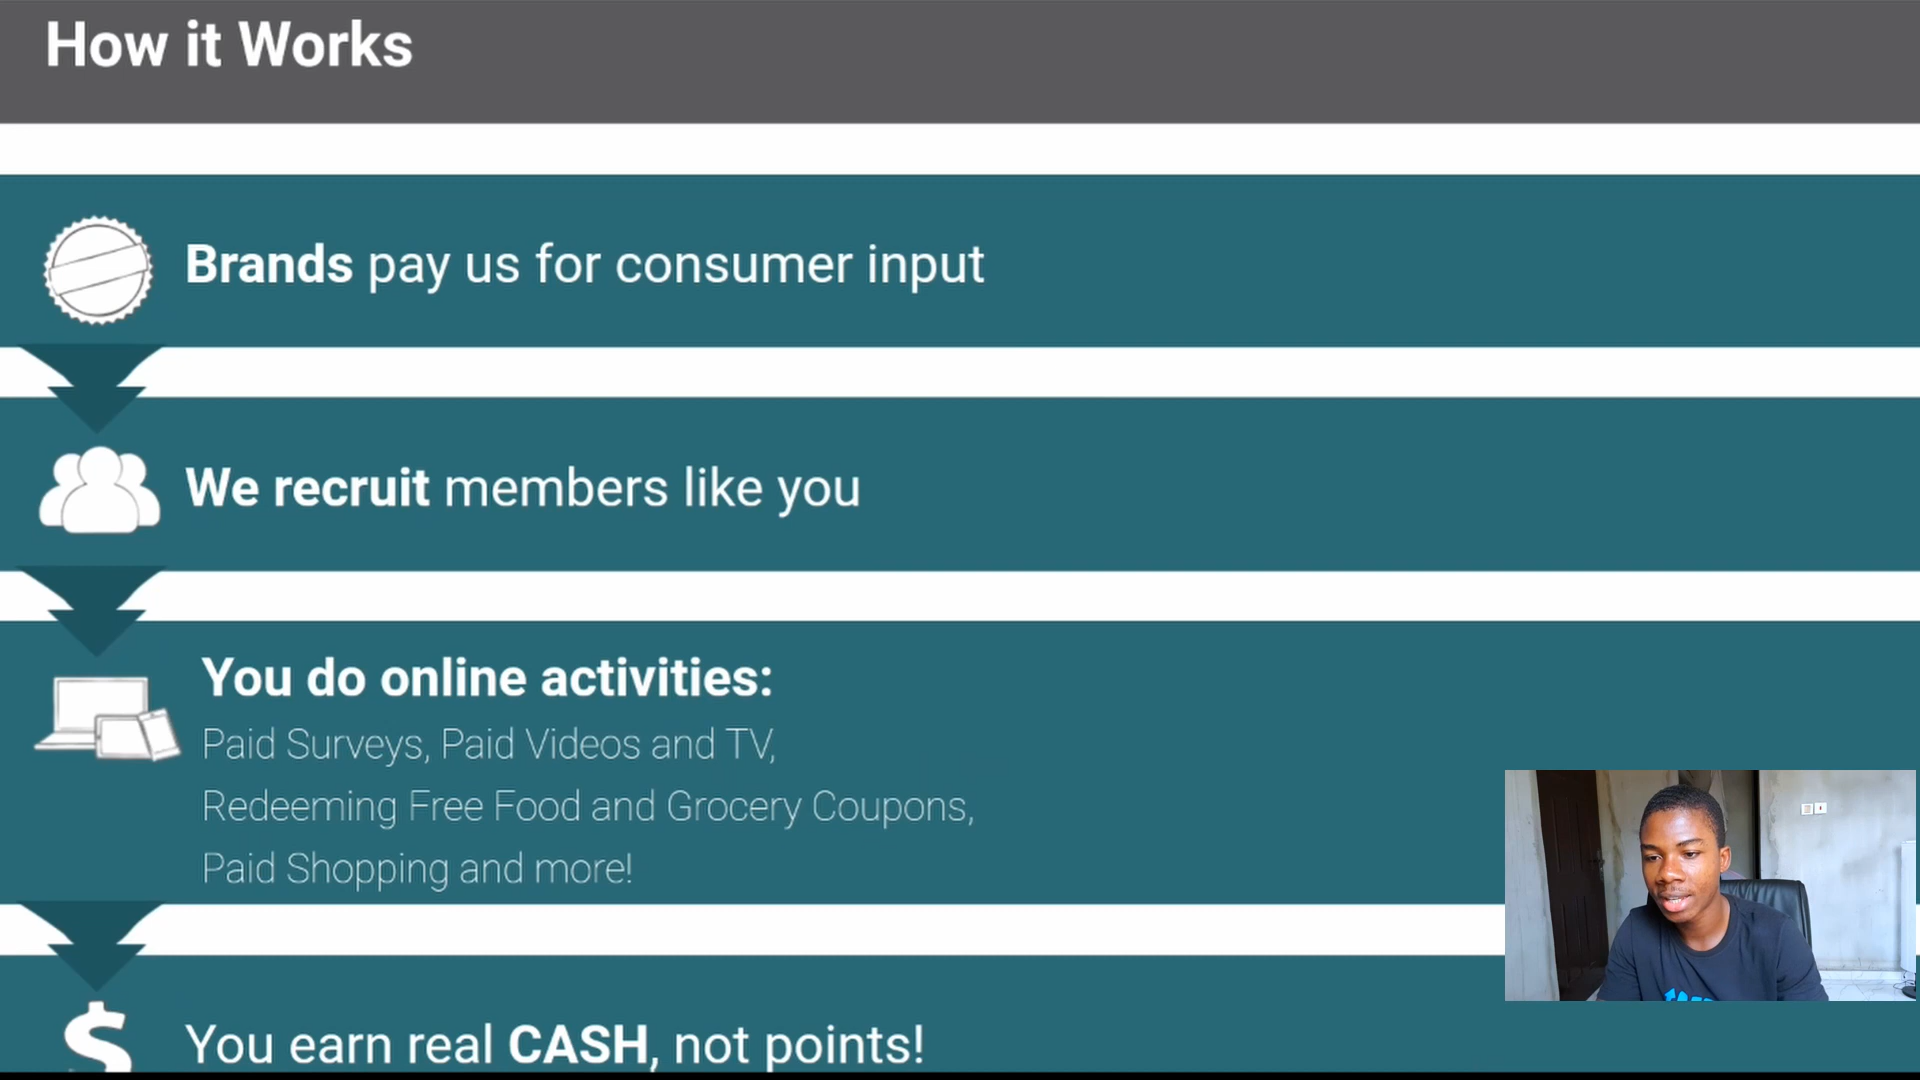 How it Works
Brands pay us for consumer input
We recruit members like you
You do online activities:
Paid Surveys, Paid Videos and TV,
Redeeming Free Food and Grocery Coupons,
Paid Shopping and more!
You earn real CASH, not points!